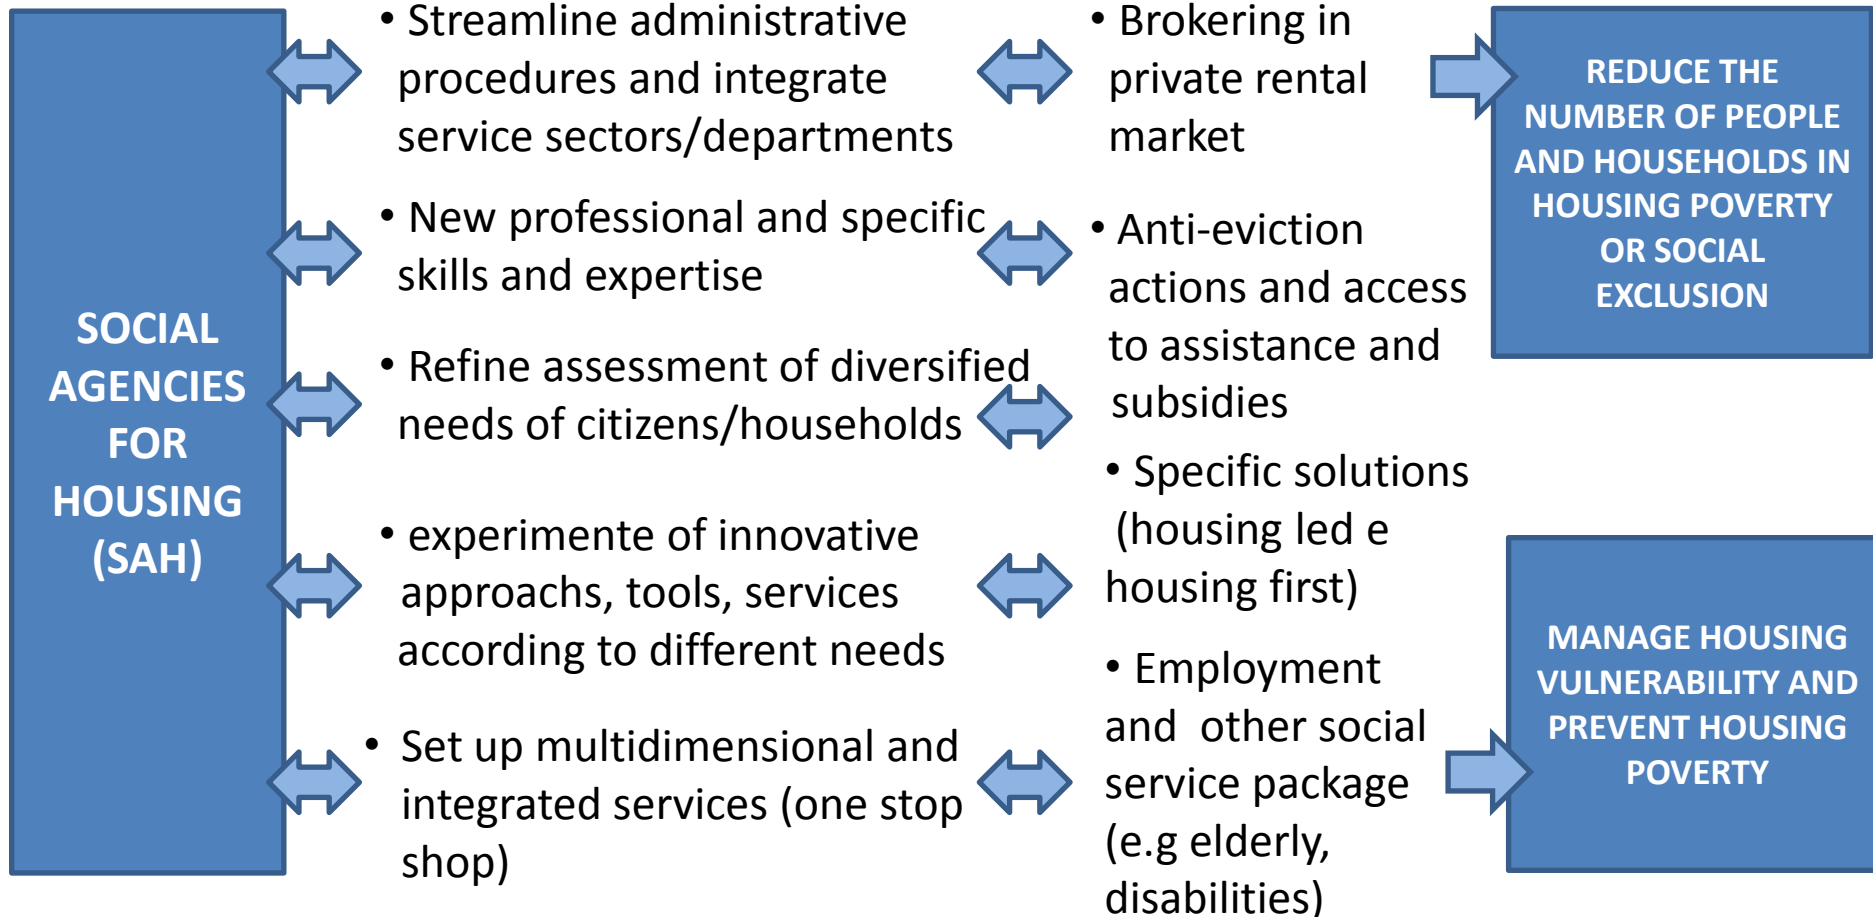 SOCIAL
AGENCIES
FOR
HOUSING
(SAH)
• Streamline administrative
procedures and integrate
service sectors/departments
• New professional and specific
skills and expertise
• Refine assessment of diversified
needs of citizens/households
• experimente of innovative
approachs, tools, services
according to different needs
• Set up multidimensional and
integrated services (one stop
shop)
• Brokering in
private rental
market
• Anti-eviction
actions and access
to assistance and
subsidies
• Specific solutions
(housing led e
housing first)
• Employment
and other social
service package
(e.g elderly,
disabilities)
REDUCE THE
NUMBER OF PEOPLE
AND HOUSEHOLDS IN
HOUSING POVERTY
OR SOCIAL
EXCLUSION
MANAGE HOUSING
VULNERABILITY AND
PREVENT HOUSING
POVERTY